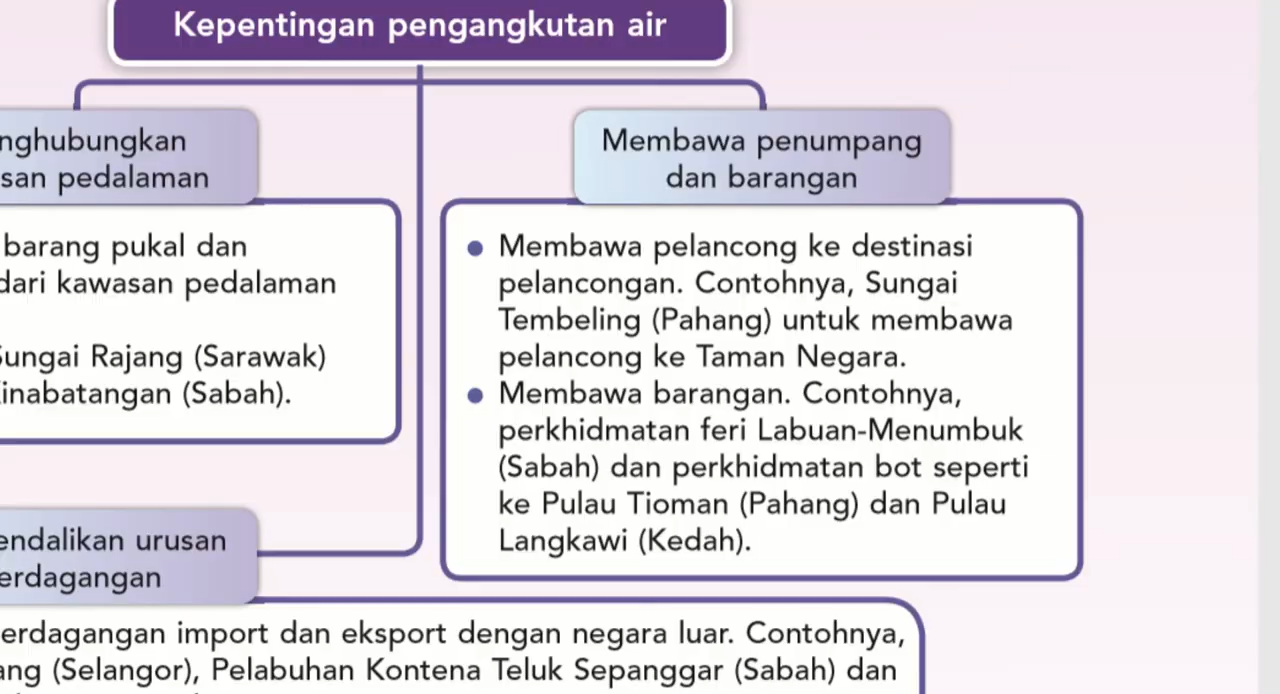 Kepentingan pengangkutan air
nghubungkan
san pedalaman
barang pukal dan
dari kawasan pedalaman
Sungai Rajang (Sarawak)
inabatangan (Sabah).
Membawa penumpang
dan barangan
Membawa pelancong ke destinasi
pelancongan. Contohnya, Sungai
Tembeling (Pahang) untuk membawa
pelancong ke Taman Negara.
Membawa barangan. Contohnya,
perkhidmatan feri Labuan-Menumbuk
(Sabah) dan perkhidmatan bot seperti
ke Pulau Tioman (Pahang) dan Pulau
Langkawi (Kedah).
endalikan urusan
erdagangan
erdagangan import dan eksport dengan negara luar. Contohnya,
ang (Selangor), Pelabuhan Kontena Teluk Sepanggar (Sabah) dan